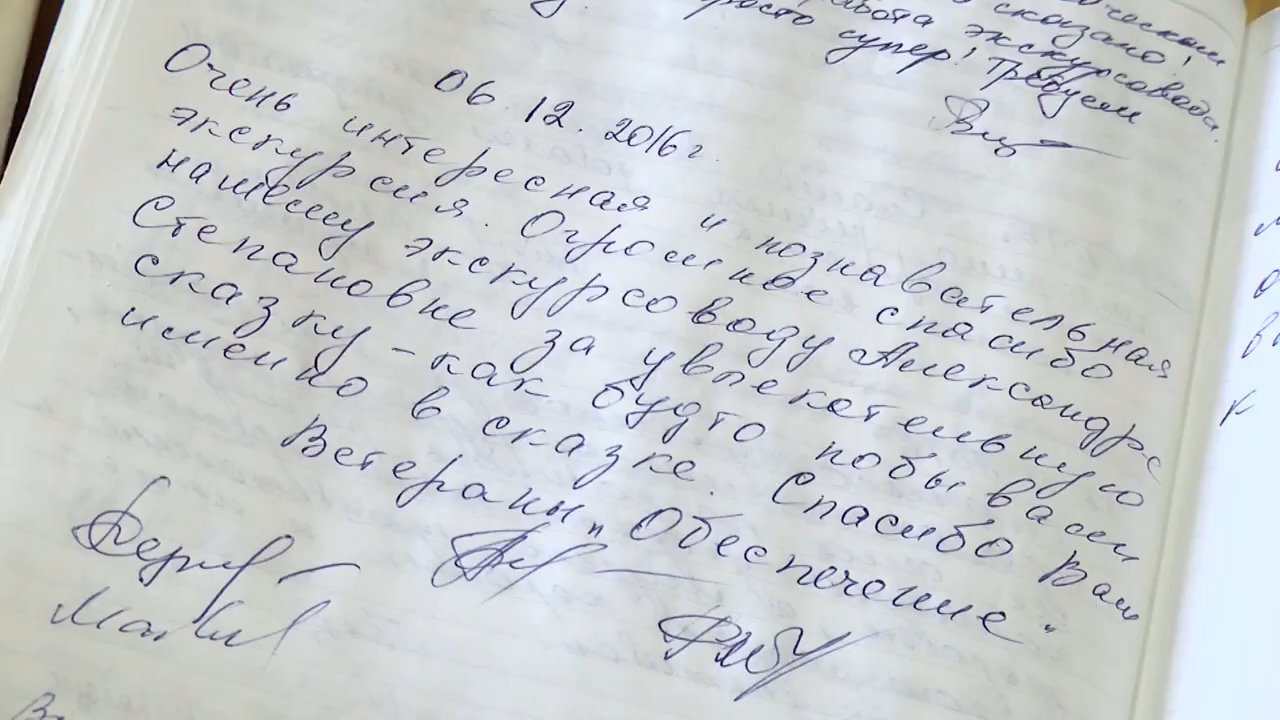 сказано!
работа экскурсовода.
просто супер! Требуем
06.12.2016г.
Очень интересная и познавательная
экскурсия. Огромное спасибо
нашему экскурсоводу Александре
Степановне за увлекательную
сказку - как будто побывали
именно в сказке. Спасибо Вам
Ветераны "Обеспечение"